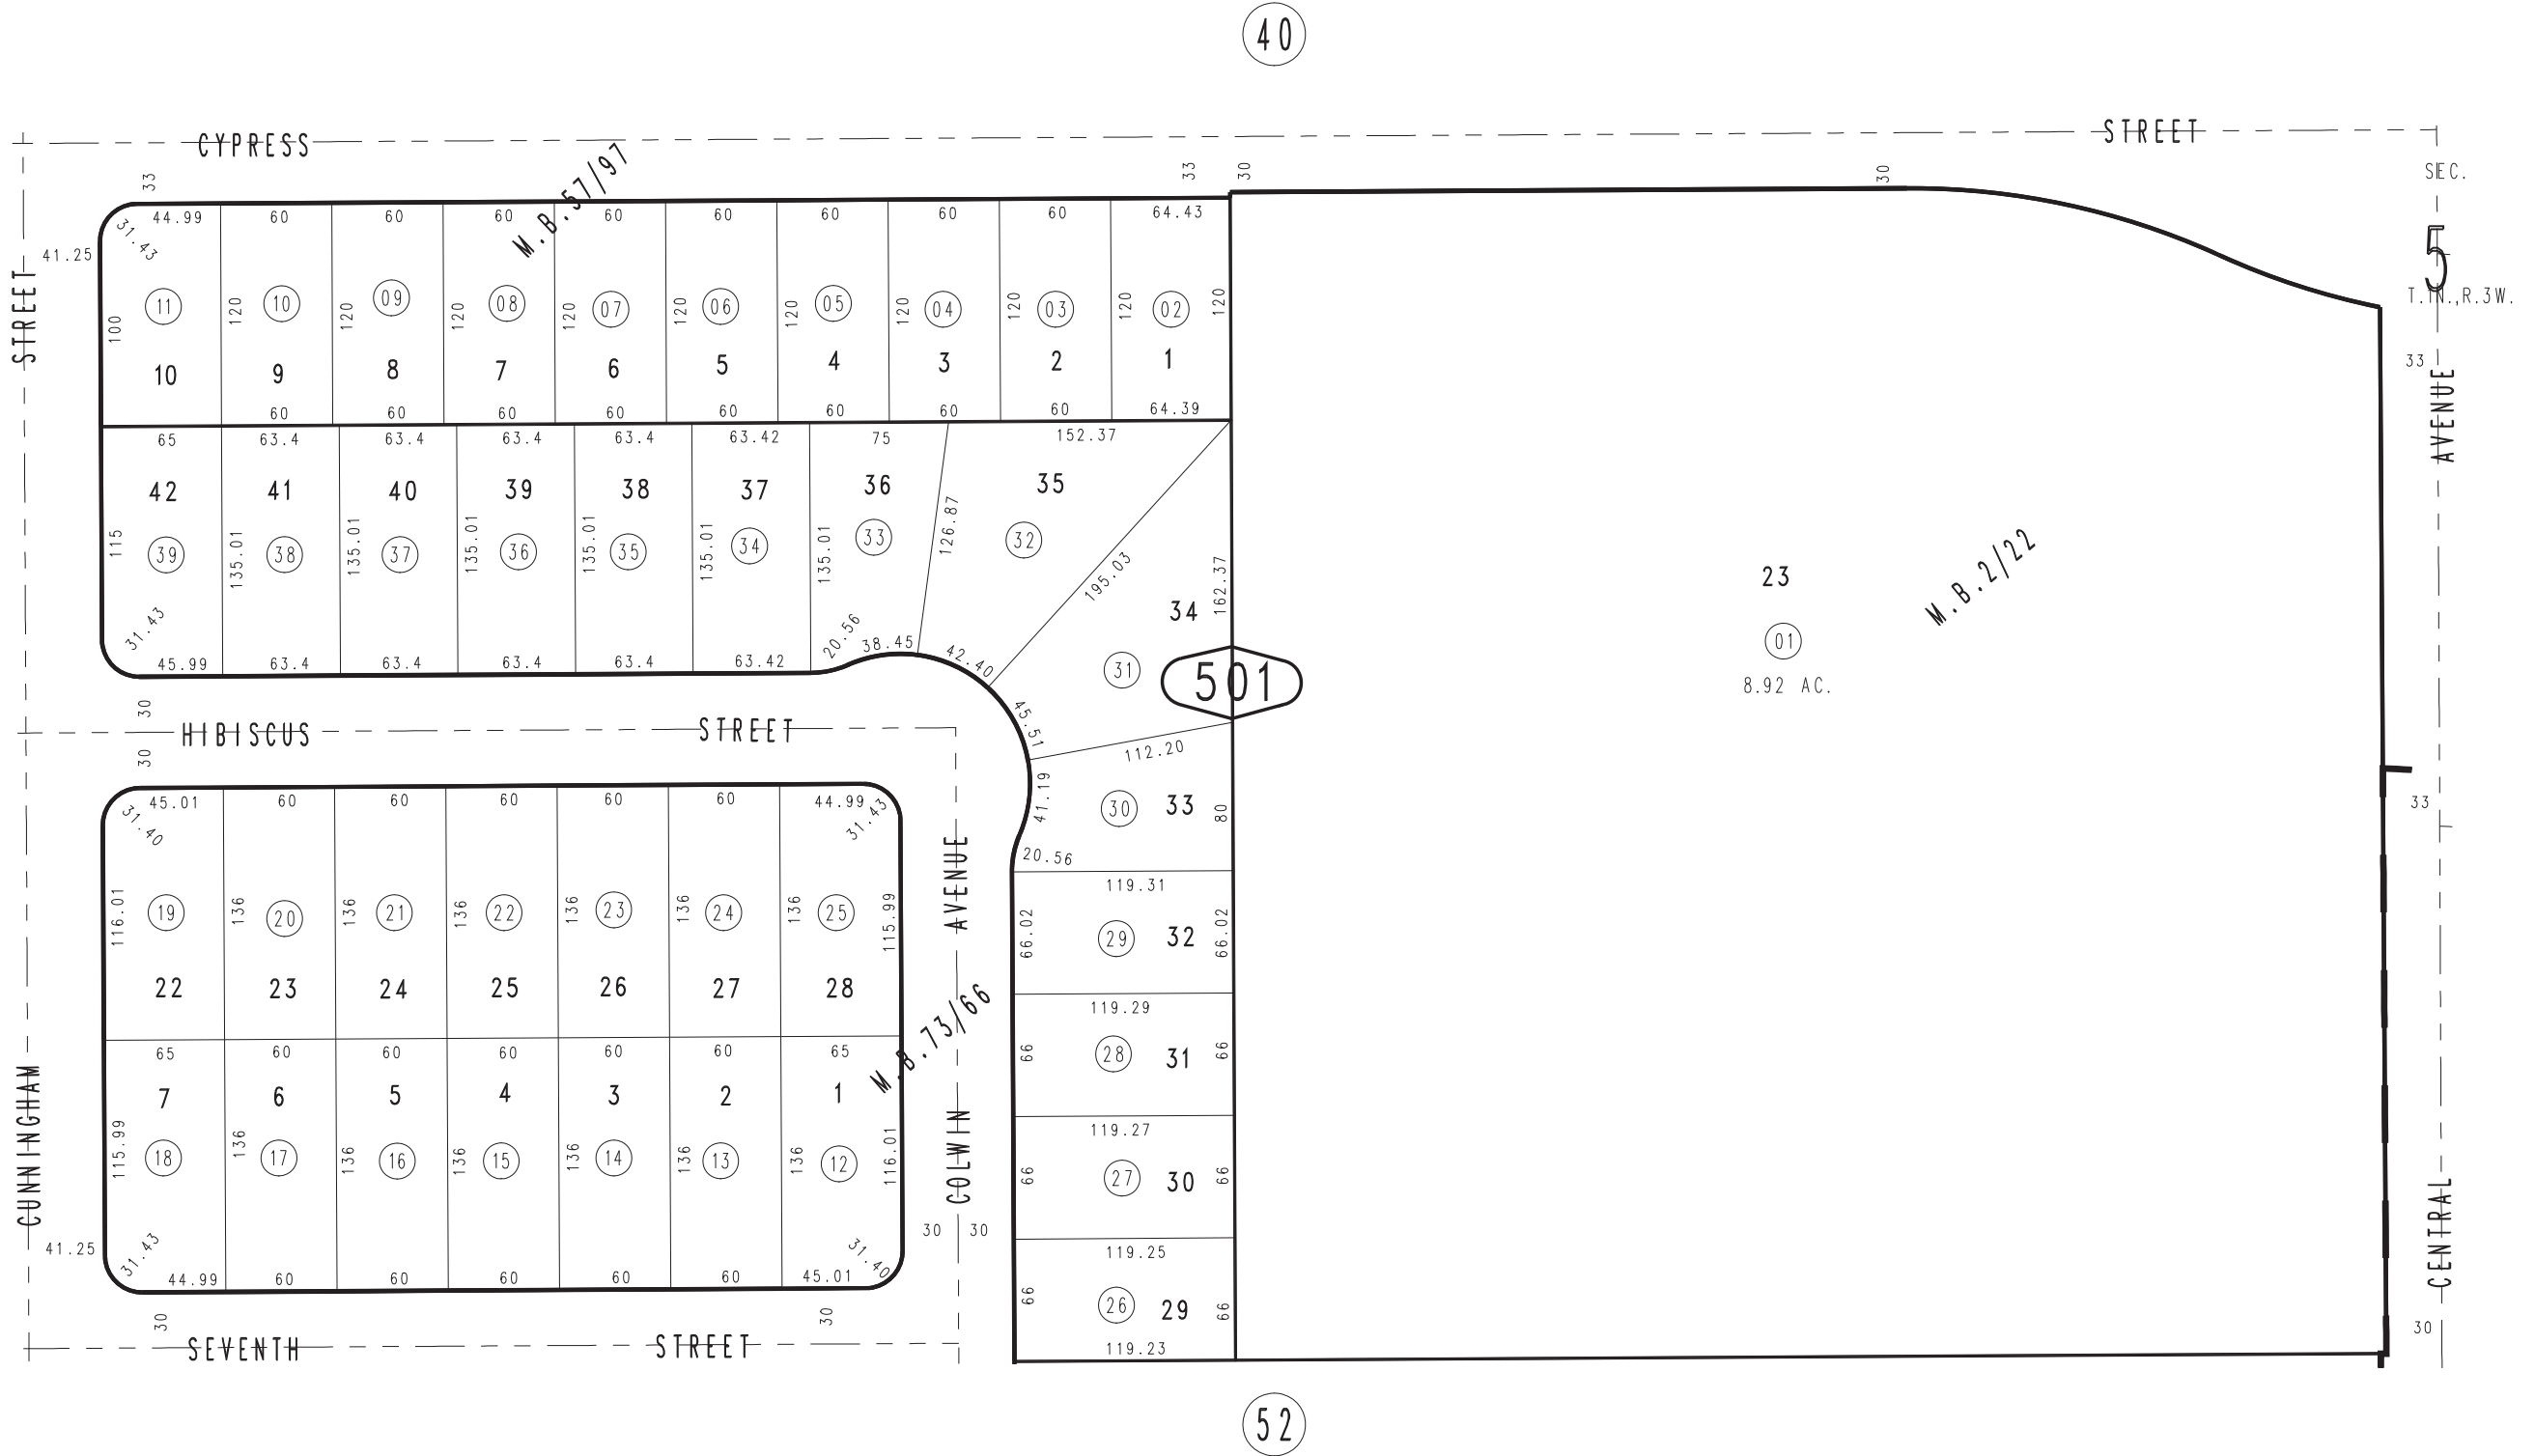 40
CYPRESS STREET
M.B.57/97
33 33 30 30
SEC.
5
T.1N.,R.3W.
41.25 31.43 44.99 60 60 60 60 60 60 60 60 64.43
STREET
100 120 120 120 120 120 120 120 120 120 120
11 10 09 08 07 06 05 04 03 02
10 9 8 7 6 5 4 3 2 1
60 60 60 60 60 60 60 60 64.39
33
AVENUE
65 63.4 63.4 63.4 63.4 63.42 75 152.37
42 41 40 39 38 37 36 35
115 135.01 135.01 135.01 135.01 135.01 135.01 126.87
39 38 37 36 35 34 33 32
195.03
34 162.37
31
31.43 45.99 63.4 63.4 63.4 63.4 63.42 20.56 38.45 42.40
501
23
01
8.92 AC.
M.B.2/22
30
HIBISCUS STREET
30
45.51
112.20
45.01 60 60 60 60 60 44.99
31.40 31.43
41.19 30 33 80
33
20.56
AVENUE
116.01 136 136 136 136 136 136 115.99
19 20 21 22 23 24 25
22 23 24 25 26 27 28
119.31
66.02 29 32 66.02
119.29
66 28 31 66
M.B.73/66
65 60 60 60 60 60 65
7 6 5 4 3 2 1
115.99 136 136 136 136 136 136 116.01
18 17 16 15 14 13 12
CUNNINGHAM
COLWIN
119.27
66 27 30 66
30 30
CENTRAL
41.25 31.43 31.40
44.99 60 60 60 60 60 45.01
119.25
66 26 29 66
119.23
30 30 30
SEVENTH STREET
52